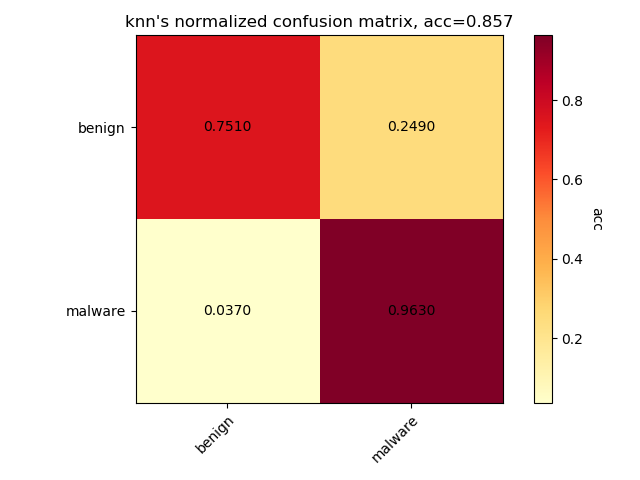 knn's normalized confusion matrix, acc=0.857
benign
0.7510
0.2490
malware
0.0370
0.9630
benign
malware
0.8
0.6
0.4
0.2
acc